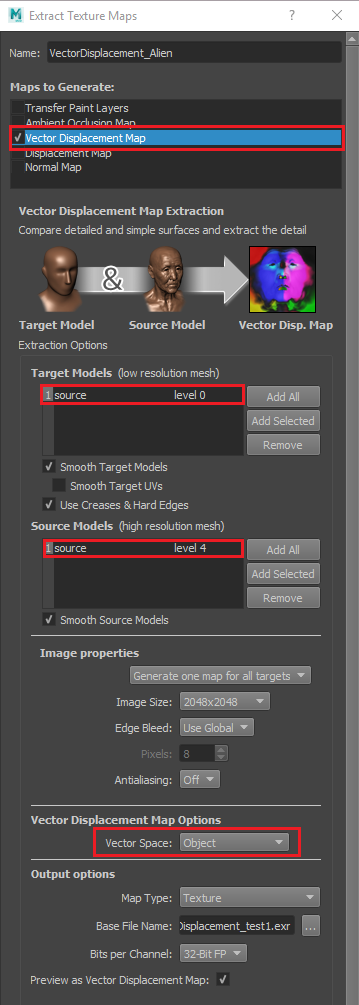 M Extract Texture Maps ? X
Name: VectorDisplacement_Alien
Maps to Generate:
Transfer Paint Layers
Ambient Occlusion Map
Vector Displacement Map
Displacement Map
Normal Map
Vector Displacement Map Extraction
Compare detailed and simple surfaces and extract the detail
&
Target Model Source Model Vector Disp. Map
Extraction Options
Target Models (low resolution mesh)
1 source level 0
Add All
Add Selected
Remove
Smooth Target Models
Smooth Target UVs
Use Creases & Hard Edges
Source Models (high resolution mesh)
1 source level 4
Add All
Add Selected
Remove
Smooth Source Models
Image properties
Generate one map for all targets
Image Size: 2048x2048
Edge Bleed: Use Global
Pixels: 8
Antialiasing: Off
Vector Displacement Map Options
Vector Space: Object
Output options
Map Type: Texture
Base File Name: Displacement_test1.exr ...
Bits per Channel: 32-Bit FP
Preview as Vector Displacement Map: